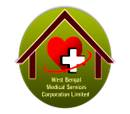 West Bengal
Medical Services
Corporation Limited